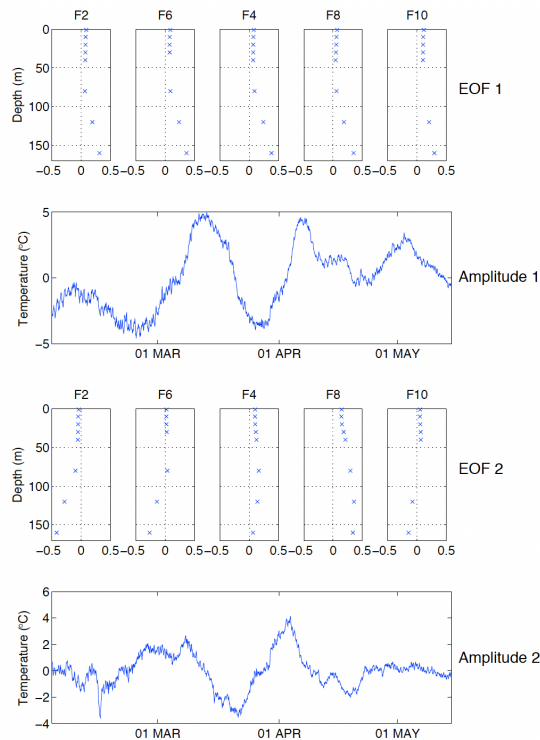 F2 F6 F4 F8 F10
0
50
100
150
Depth (m)
EOF 1
−0.5 0 0.5 −0.5 0 0.5 −0.5 0 0.5 −0.5 0 0.5 −0.5 0 0.5
5
0
−5
Temperature (°C)
Amplitude 1
01 MAR 01 APR 01 MAY
F2 F6 F4 F8 F10
0
50
100
150
Depth (m)
EOF 2
−0.5 0 0.5 −0.5 0 0.5 −0.5 0 0.5 −0.5 0 0.5 −0.5 0 0.5
6
4
2
0
−2
−4
Temperature (°C)
Amplitude 2
01 MAR 01 APR 01 MAY